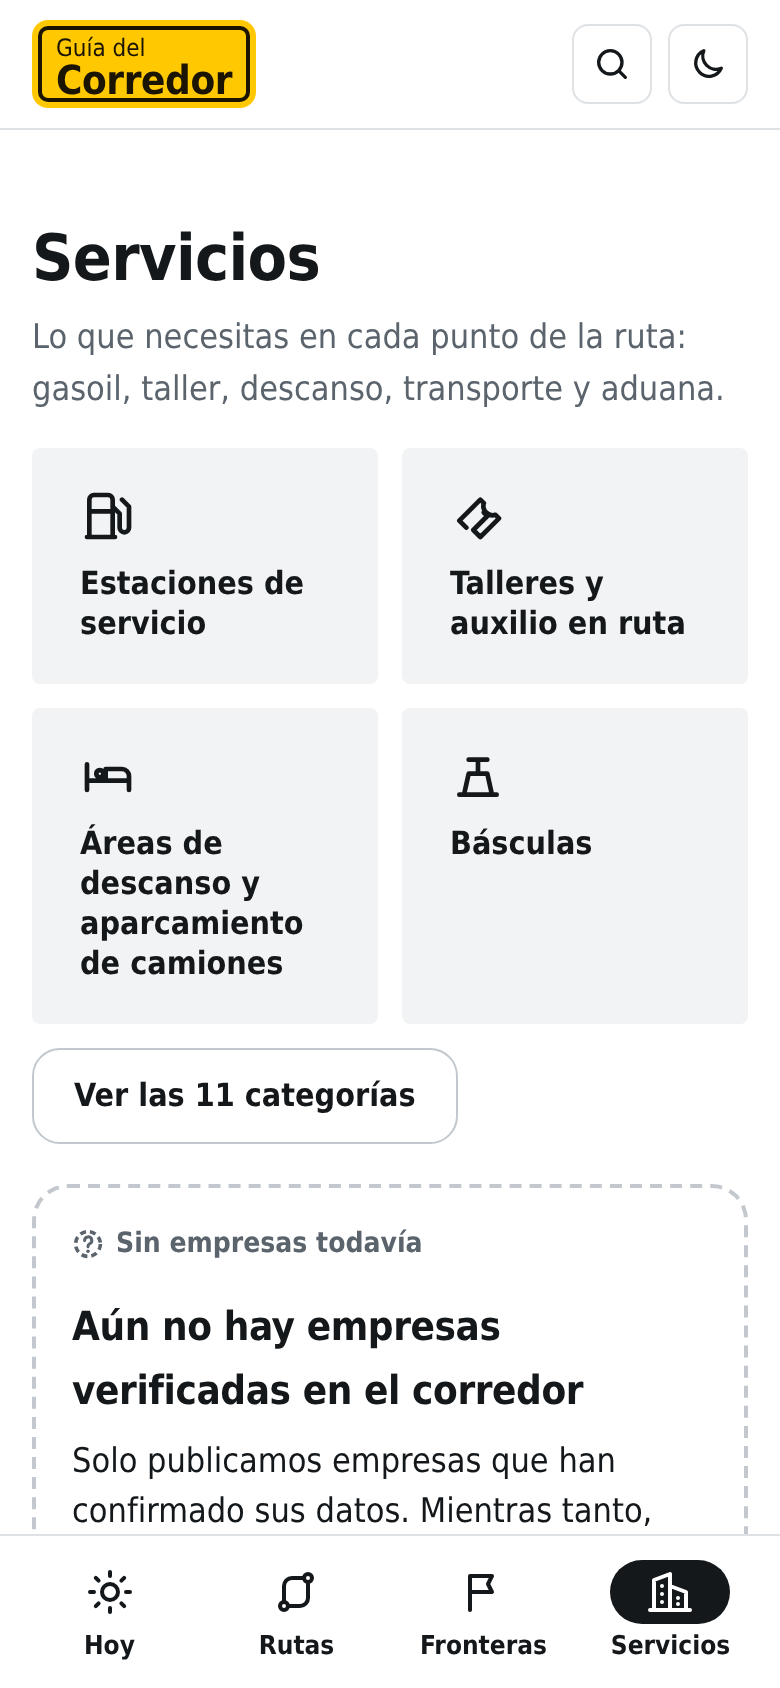 Guía del
Corredor
Servicios
Lo que necesitas en cada punto de la ruta:
gasoil, taller, descanso, transporte y aduana.
Estaciones de
servicio
Talleres y
auxilio en ruta
Áreas de
descanso y
aparcamiento
de camiones
Básculas
Ver las 11 categorías
Sin empresas todavía
Aún no hay empresas
verificadas en el corredor
Solo publicamos empresas que han
confirmado sus datos. Mientras tanto,
Hoy
Rutas
Fronteras
Servicios